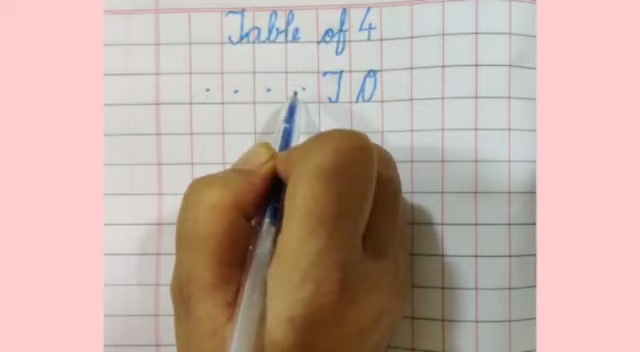 Table of 4
. . . . T O